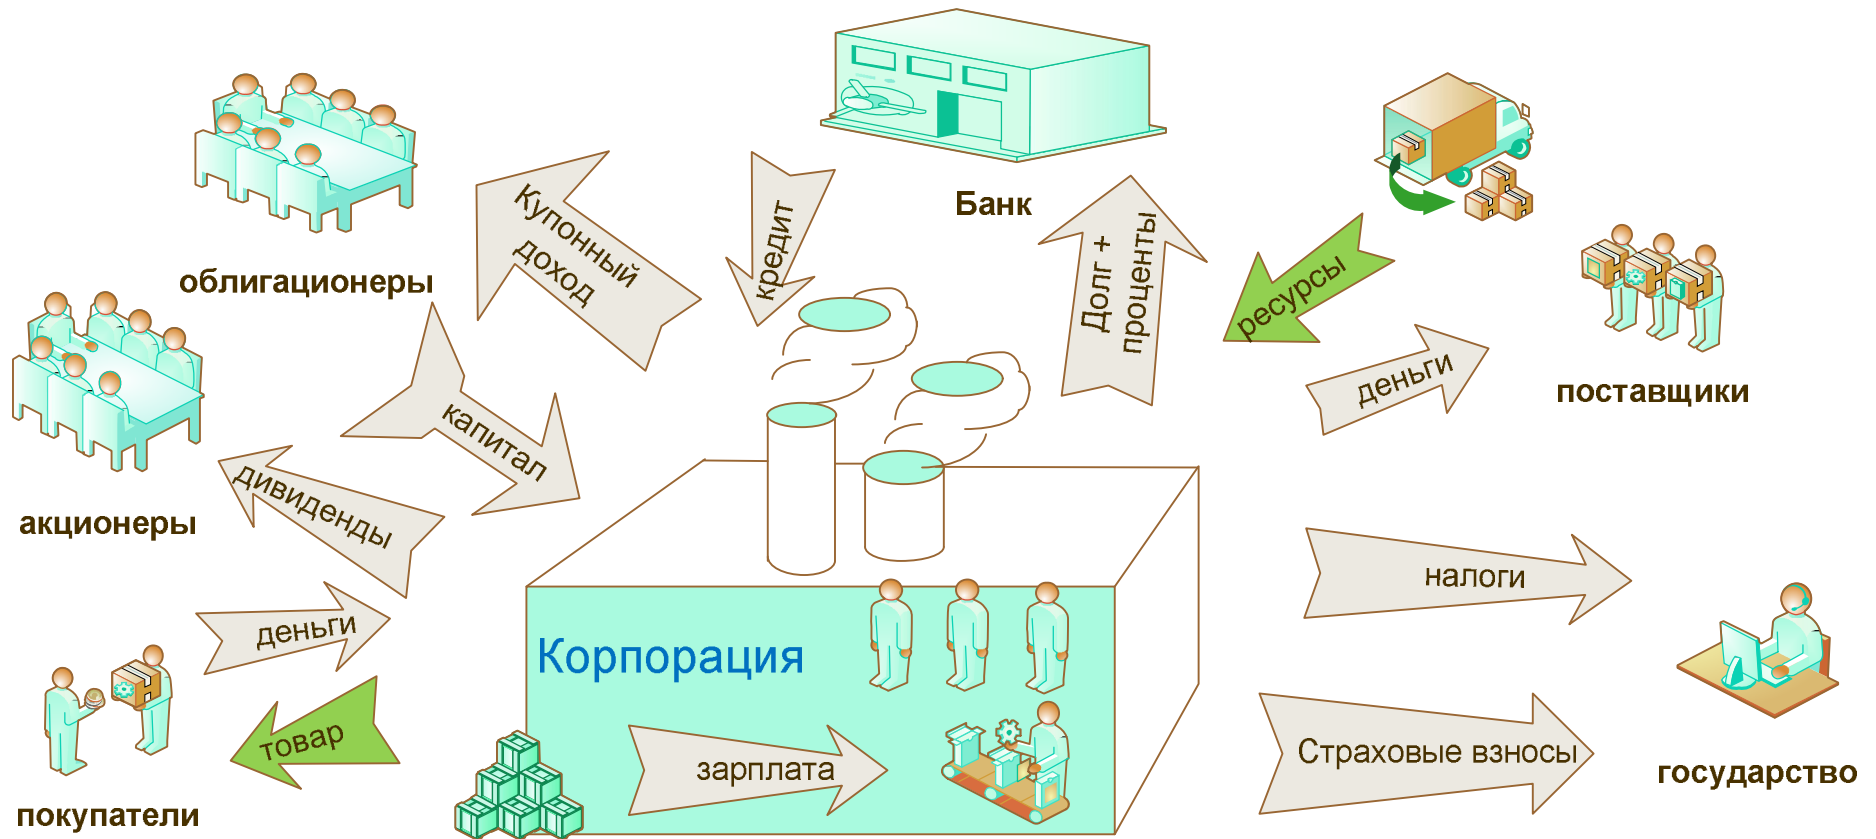 Банк
Купонный
доход
кредит
Долг +
проценты
ресурсы
облигационеры
деньги
поставщики
капитал
дивиденды
акционеры
налоги
деньги
Корпорация
товар
зарплата
Страховые взносы
государство
покупатели